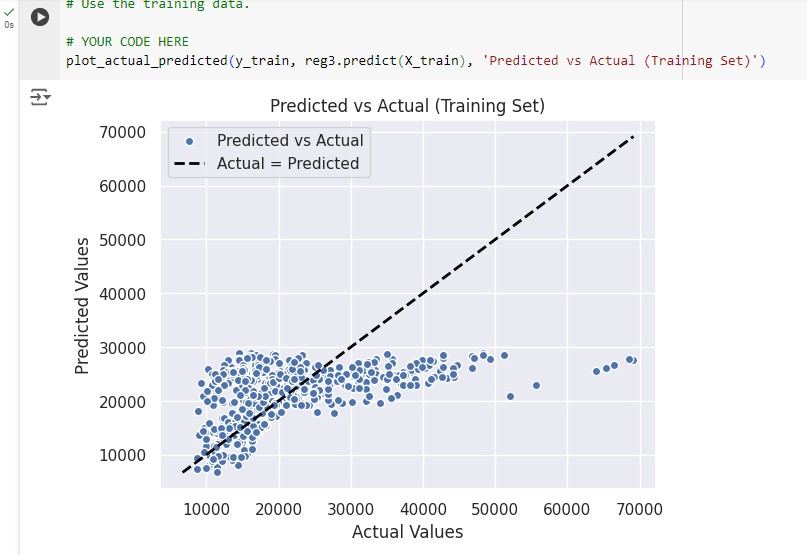 # Use the training data.
0s
# YOUR CODE HERE
plot_actual_predicted(y_train, reg3.predict(X_train), 'Predicted vs Actual (Training Set)')
Predicted vs Actual (Training Set)
Predicted vs Actual
Actual = Predicted
Predicted Values
70000
60000
50000
40000
30000
20000
10000
10000 20000 30000 40000 50000 60000 70000
Actual Values